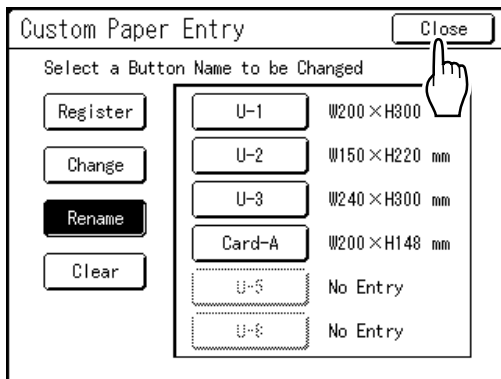 Custom Paper Entry Close
Select a Button Name to be Changed
Register U-1 W200×H300
Change U-2 W150×H220 mm
Rename U-3 W240×H300 mm
Card-A W200×H148 mm
Clear U-5 No Entry
U-6 No Entry